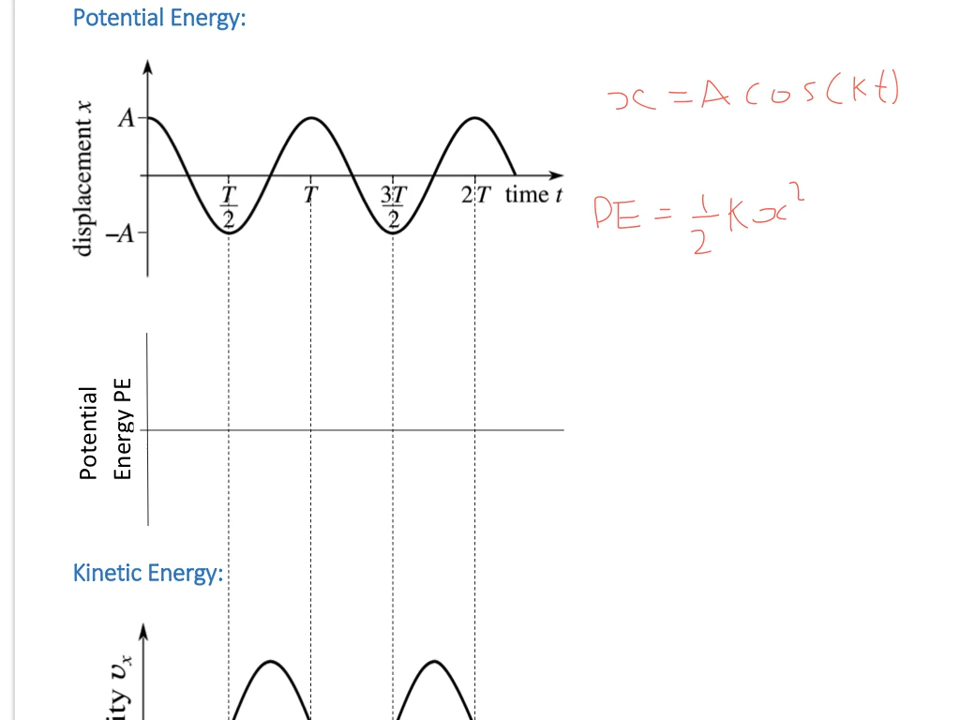 Potential Energy:
x = A cos(kt)
displacement x
A
-A
T/2
T
3T/2
2T
time t
PE = 1/2 kx²
Potential
Energy PE
Kinetic Energy:
ity vₓ